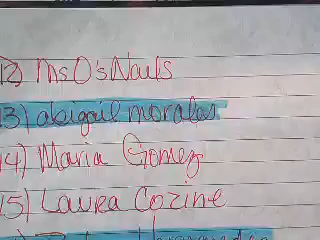 12) Ms O's Nails
13) abigail morales
14) Maria Gomez
15) Laura Cozine